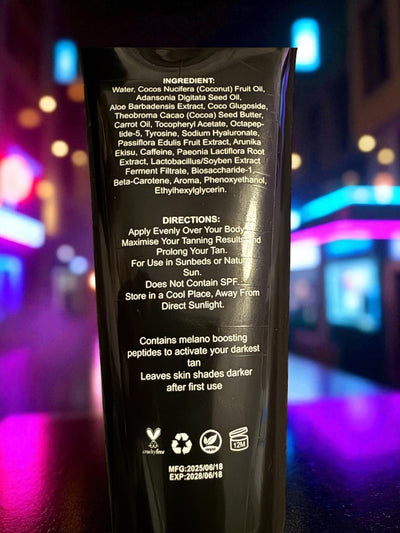 INGREDIENT:
Water, Cocos Nucifera (Coconut) Fruit Oil,
Adansonia Digitata Seed Oil,
Aloe Barbadensis Extract, Coco Glugoside,
Theobroma Cacao (Cocoa) Seed Butter,
Carrot Oil, Tocopheryl Acetate, Octapep-
tide-5, Tyrosine, Sodium Hyaluronate,
Passiflora Edulis Fruit Extract, Arunika
Ekisu, Caffeine, Paeonia Lactiflora Root
Extract, Lactobacillus/Soyben Extract
Ferment Filtrate, Biosaccharide-1,
Beta-Carotene, Aroma, Phenoxyethanol,
Ethylhexylglycerin.
DIRECTIONS:
Apply Evenly Over Your Body
Maximise Your Tanning Results and
Prolong Your Tan.
For Use in Sunbeds or Natural
Sun.
Does Not Contain SPF.
Store in a Cool Place, Away From
Direct Sunlight.
Contains melano boosting
peptides to activate your darkest
tan
Leaves skin shades darker
after first use
crueltyfree
12M
MFG:2025/06/18
EXP:2028/06/18